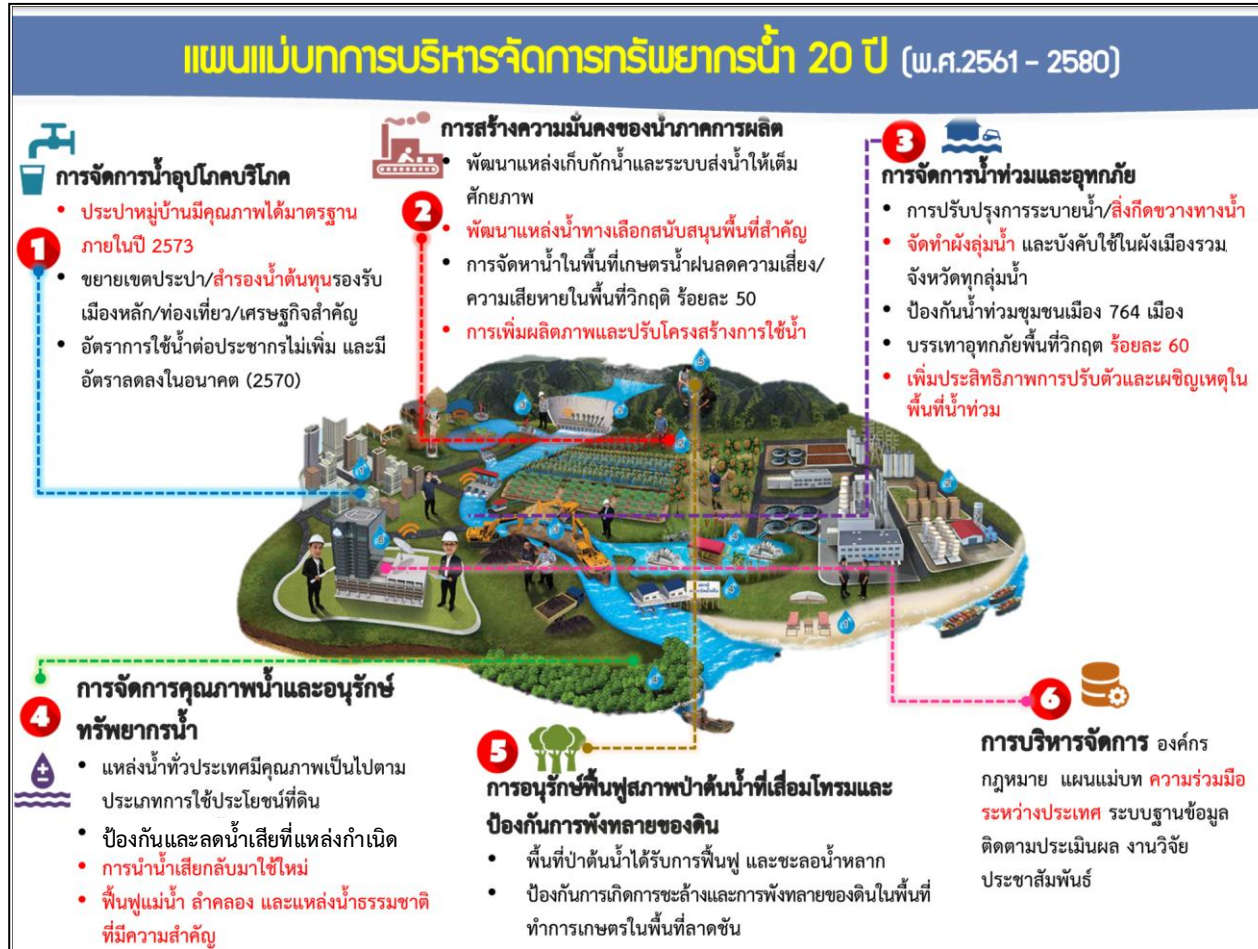 แผนแม่บทการบริหารจัดการทรัพยากรน้ำ 20 ปี (พ.ศ.2561 - 2580)
1
การจัดการน้ำอุปโภคบริโภค
• ประปาหมู่บ้านมีคุณภาพได้มาตรฐาน
ภายในปี 2573
• ขยายเขตประปา/สำรองน้ำต้นทุนรองรับ
เมืองหลัก/ท่องเที่ยว/เศรษฐกิจสำคัญ
• อัตราการใช้น้ำต่อประชากรไม่เพิ่ม และมี
อัตราลดลงในอนาคต (2570)
2
การสร้างความมั่นคงของน้ำภาคการผลิต
• พัฒนาแหล่งเก็บกักน้ำและระบบส่งน้ำให้เต็ม
ศักยภาพ
• พัฒนาแหล่งน้ำทางเลือกสนับสนุนพื้นที่สำคัญ
• การจัดหาน้ำในพื้นที่เกษตรน้ำฝนลดความเสี่ยง/
ความเสียหายในพื้นที่วิกฤติ ร้อยละ 50
• การเพิ่มผลิตภาพและปรับโครงสร้างการใช้น้ำ
3
การจัดการน้ำท่วมและอุทกภัย
• การปรับปรุงการระบายน้ำ/สิ่งกีดขวางทางน้ำ
• จัดทำผังลุ่มน้ำ และบังคับใช้ในผังเมืองรวม
จังหวัดทุกลุ่มน้ำ
• ป้องกันน้ำท่วมชุมชนเมือง 764 เมือง
• บรรเทาอุทกภัยพื้นที่วิกฤต ร้อยละ 60
• เพิ่มประสิทธิภาพการปรับตัวและเผชิญเหตุใน
พื้นที่น้ำท่วม
4
การจัดการคุณภาพน้ำและอนุรักษ์
ทรัพยากรน้ำ
• แหล่งน้ำทั่วประเทศมีคุณภาพเป็นไปตาม
ประเภทการใช้ประโยชน์ที่ดิน
• ป้องกันและลดน้ำเสียที่แหล่งกำเนิด
• การนำน้ำเสียกลับมาใช้ใหม่
• ฟื้นฟูแม่น้ำ ลำคลอง และแหล่งน้ำธรรมชาติ
ที่มีความสำคัญ
5
การอนุรักษ์ฟื้นฟูสภาพป่าต้นน้ำที่เสื่อมโทรมและ
ป้องกันการพังทลายของดิน
• พื้นที่ป่าต้นน้ำได้รับการฟื้นฟู และชะลอน้ำหลาก
• ป้องกันการเกิดการชะล้างและการพังทลายของดินในพื้นที่
ทำการเกษตรในพื้นที่ลาดชัน
6
การบริหารจัดการ องค์กร
กฎหมาย แผนแม่บท ความร่วมมือ
ระหว่างประเทศ ระบบฐานข้อมูล
ติดตามประเมินผล งานวิจัย
ประชาสัมพันธ์